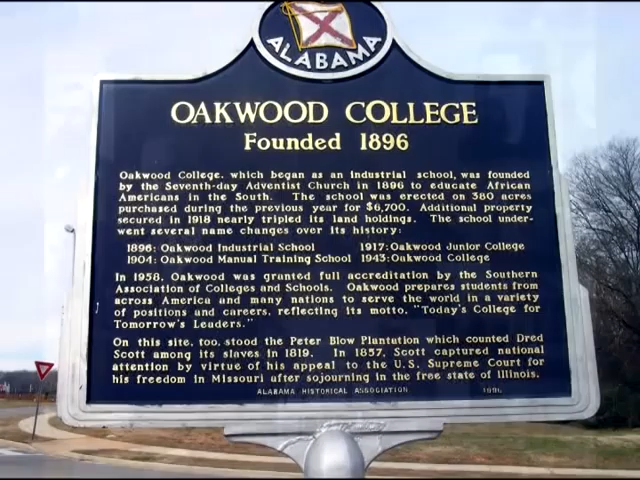 ALABAMA
OAKWOOD COLLEGE
Founded 1896
Oakwood College, which began as an industrial school, was founded
by the Seventh-day Adventist Church in 1896 to educate African
Americans in the South. The school was erected on 380 acres
purchased during the previous year for $6,700. Additional property
secured in 1918 nearly tripled its land holdings. The school under-
went several name changes over its history:
1896: Oakwood Industrial School 1917: Oakwood Junior College
1904: Oakwood Manual Training School 1943: Oakwood College
In 1958, Oakwood was granted full accreditation by the Southern
Association of Colleges and Schools. Oakwood prepares students from
across America and many nations to serve the world in a variety
of positions and careers, reflecting its motto, "Today's College for
Tomorrow's Leaders."
On this site, too, stood the Peter Blow Plantation which counted Dred
Scott among its slaves in 1819. In 1857, Scott captured national
attention by virtue of his appeal to the U.S. Supreme Court for
his freedom in Missouri after sojourning in the free state of Illinois.
ALABAMA HISTORICAL ASSOCIATION